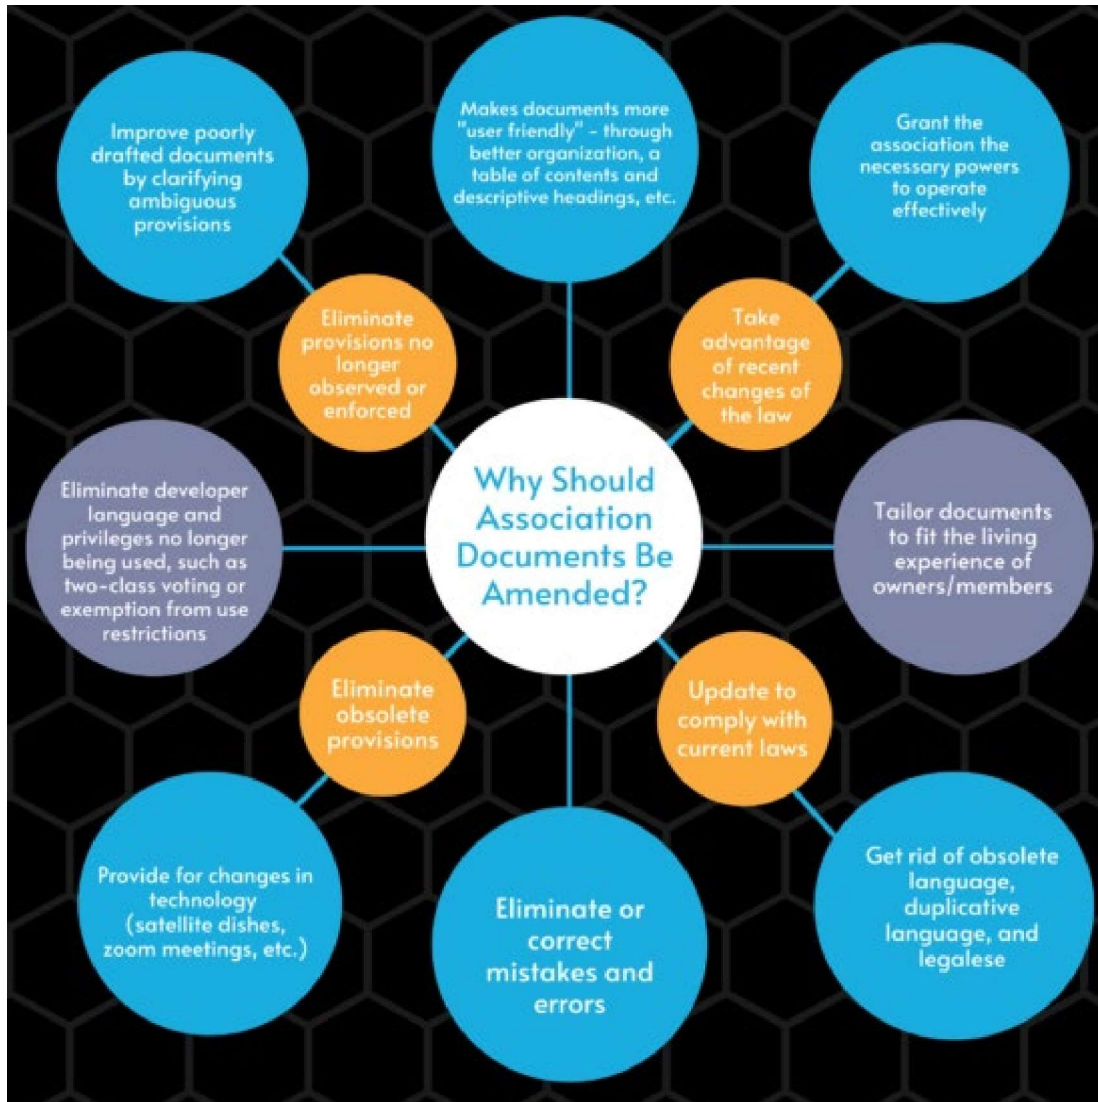 Improve poorly
drafted documents
by clarifying
ambiguous
provisions
Makes documents more
"user friendly" - through
better organization, a
table of contents and
descriptive headings, etc.
Grant the
association the
necessary powers
to operate
effectively
Eliminate
provisions no
longer
observed or
enforced
Take
advantage
of recent
changes of
the law
Eliminate developer
language and
privileges no longer
being used, such as
two-class voting or
exemption from use
restrictions
Why Should
Association
Documents Be
Amended?
Tailor documents
to fit the living
experience of
owners/members
Eliminate
obsolete
provisions
Update to
comply with
current laws
Provide for changes in
technology
(satellite dishes,
zoom meetings, etc.)
Eliminate or
correct
mistakes and
errors
Get rid of obsolete
language,
duplicative
language, and
legalese